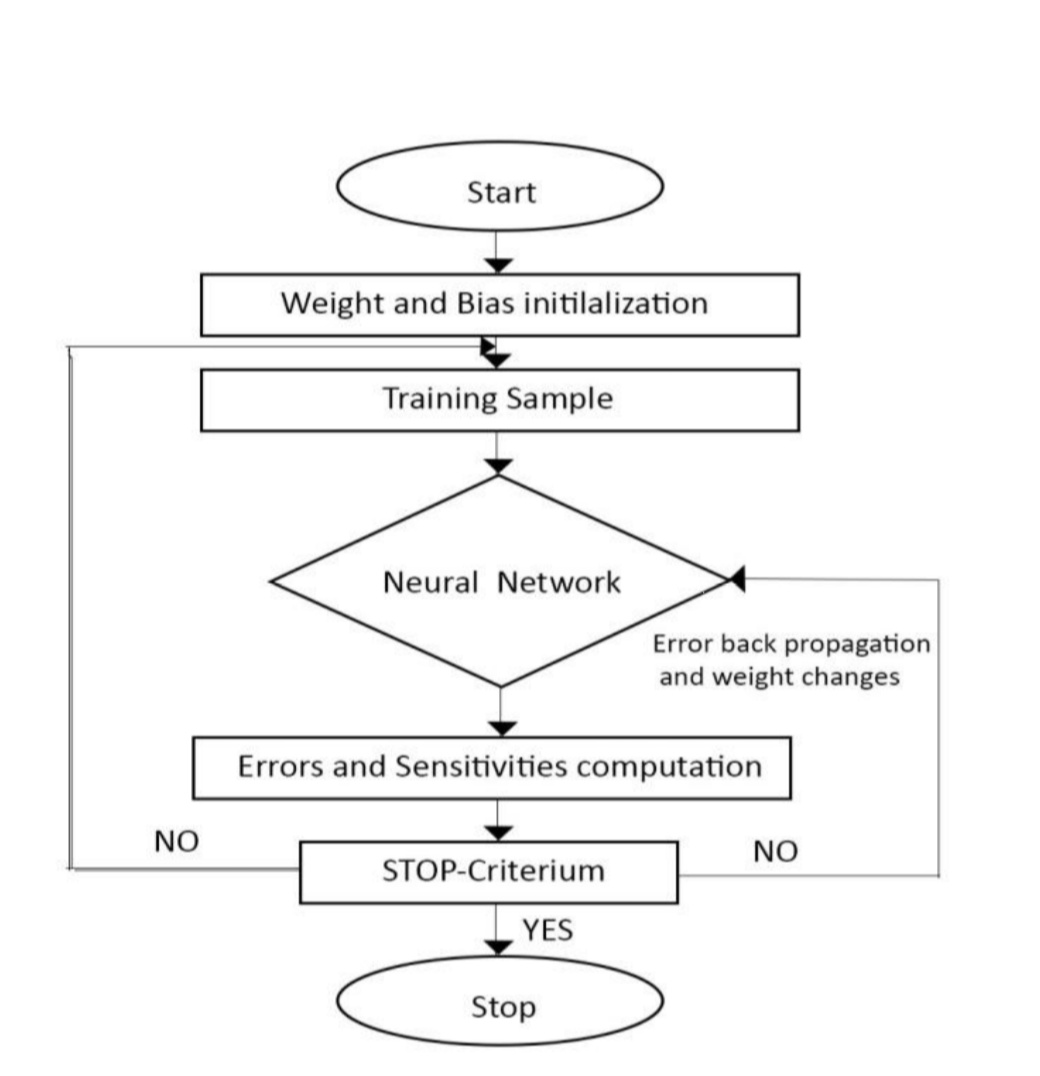 Start
Weight and Bias initilalization
Training Sample
Neural Network
Error back propagation
and weight changes
Errors and Sensitivities computation
NO
STOP-Criterium
NO
YES
Stop